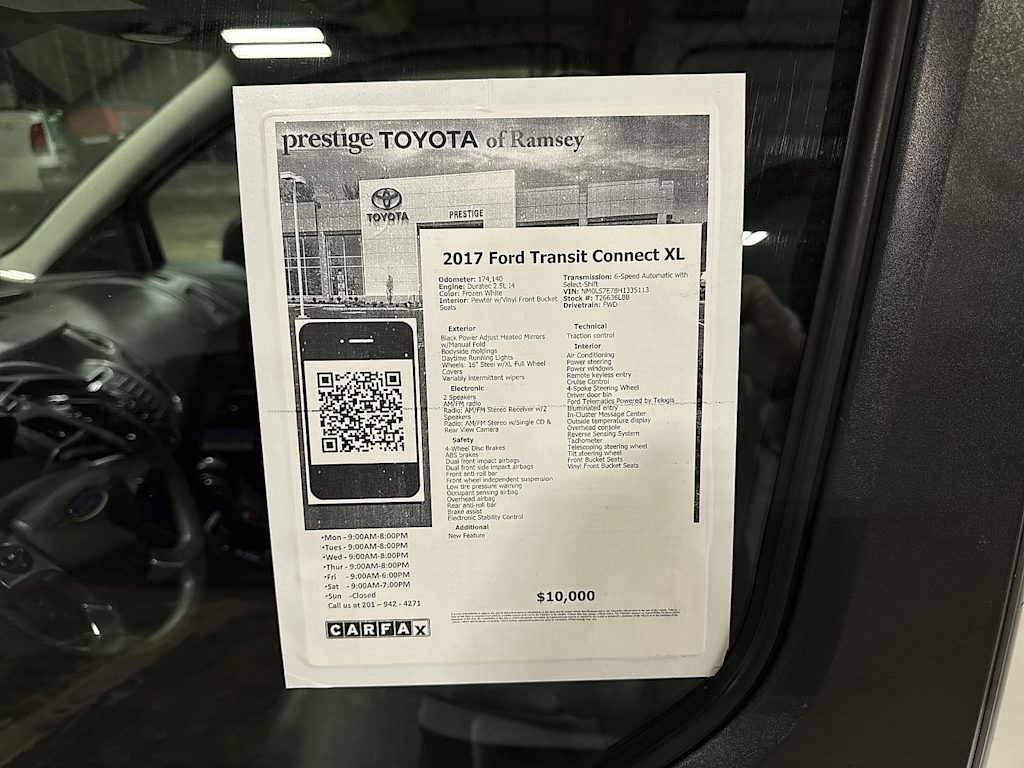 prestige TOYOTA of Ramsey
TOYOTA
PRESTIGE
2017 Ford Transit Connect XL
Odometer: 174,140
Engine: Duratec 2.5L I4
Color: Frozen White
Interior: Pewter w/Vinyl Front Bucket
Seats
Transmission: 6-Speed Automatic with
Select-Shift
VIN: NM0LS7E78H1335113
Stock #: T26636LBB
Drivetrain: FWD
Exterior
Black Power Adjust Heated Mirrors
w/Manual Fold
Bodyside moldings
Daytime Running Lights
Wheels: 16" Steel w/XL Full Wheel
Covers
Variably intermittent wipers
Electronic
2 Speakers
AM/FM radio
Radio: AM/FM Stereo Receiver w/2
Speakers
Radio: AM/FM Stereo w/Single CD &
Rear View Camera
Safety
4-Wheel Disc Brakes
ABS brakes
Dual front impact airbags
Dual front side impact airbags
Front anti-roll bar
Front wheel independent suspension
Low tire pressure warning
Occupant sensing airbag
Overhead airbag
Rear anti-roll bar
Brake assist
Electronic Stability Control
Additional
New Feature
Technical
Traction control
Interior
Air Conditioning
Power steering
Power windows
Remote keyless entry
Cruise Control
4-Spoke Steering Wheel
Driver door bin
Ford Telematics Powered by Telogis
Illuminated entry
In-Cluster Message Center
Outside temperature display
Overhead console
Reverse Sensing System
Tachometer
Telescoping steering wheel
Tilt steering wheel
Front Bucket Seats
Vinyl Front Bucket Seats
•Mon - 9:00AM-8:00PM
•Tues - 9:00AM-8:00PM
•Wed - 9:00AM-8:00PM
•Thur - 9:00AM-8:00PM
•Fri - 9:00AM-6:00PM
•Sat - 9:00AM-7:00PM
•Sun -Closed
Call us at 201 – 942 - 4271
CARFAX
$10,000